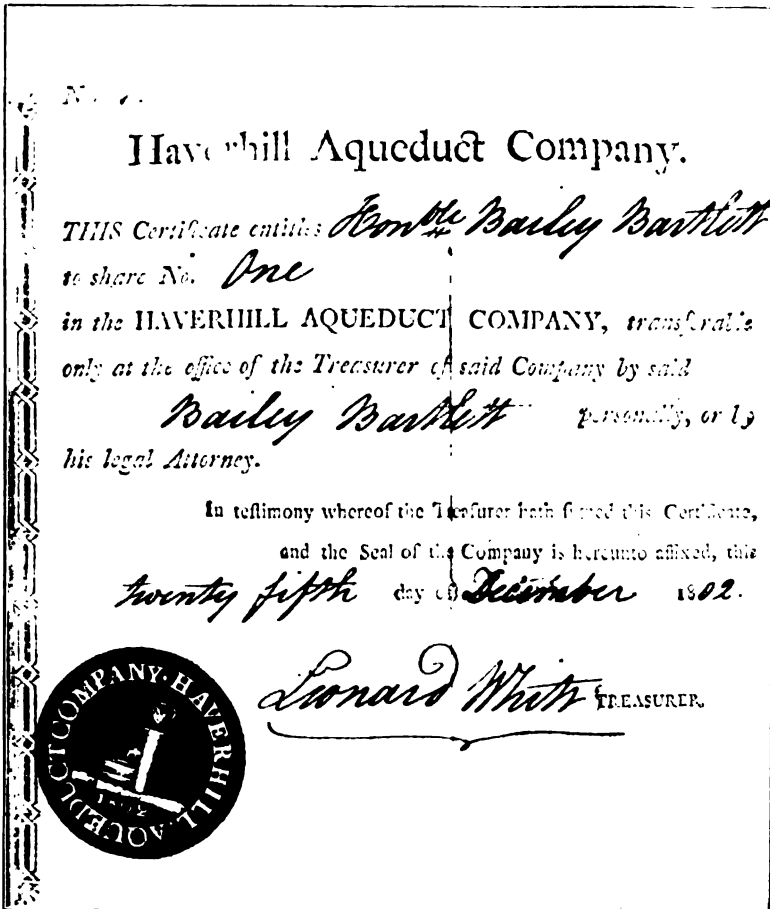 Haverhill Aqueduct Company.
THIS Certificate entitles Hon^ble Bailey Bartlett
to share No. One
in the HAVERHILL AQUEDUCT COMPANY, transferable
only at the office of the Treasurer of said Company by said
Bailey Bartlett personally, or by
his legal Attorney.
In teſtimony whereof the Treaſurer hath ſigned this Certificate,
and the Seal of the Company is hereunto affixed, this
twenty fifth day of December 1802.
Leonard White TREASURER.
HAVERHILL AQUEDUCT COMPANY
1802